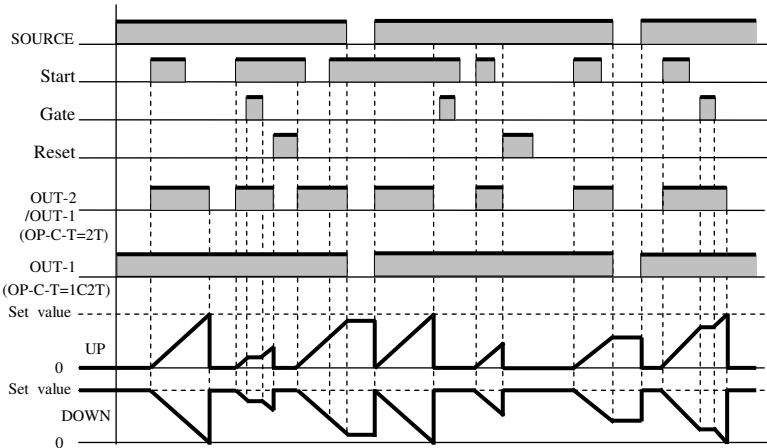 SOURCE
Start
Gate
Reset
OUT-2
/OUT-1
(OP-C-T=2T)
OUT-1
(OP-C-T=1C2T)
Set value
UP
0
Set value
DOWN
0